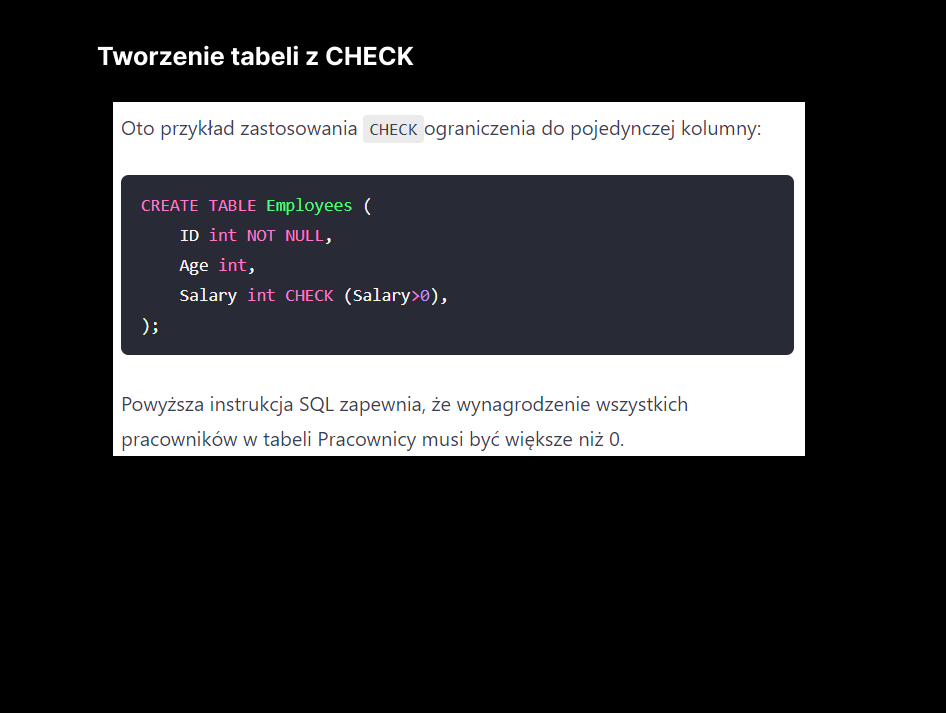 Tworzenie tabeli z CHECK
Oto przykład zastosowania CHECK ograniczenia do pojedynczej kolumny:
CREATE TABLE Employees (
    ID int NOT NULL,
    Age int,
    Salary int CHECK (Salary>0),
);
Powyższa instrukcja SQL zapewnia, że wynagrodzenie wszystkich
pracowników w tabeli Pracownicy musi być większe niż 0.